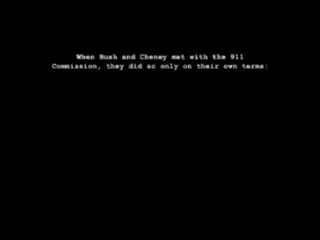 When Bush and Cheney met with the 911
Commission, they did so only on their own terms: